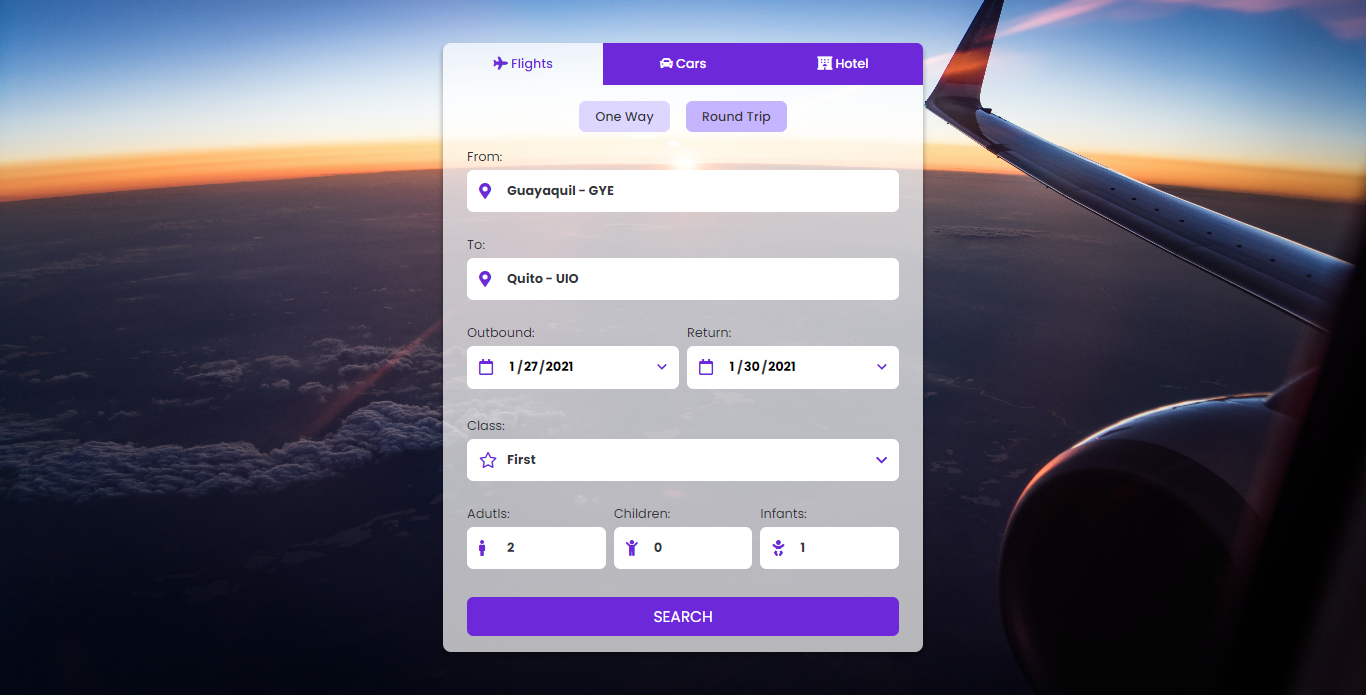 Flights Cars Hotel
One Way Round Trip
From:
Guayaquil - GYE
To:
Quito - UIO
Outbound: Return:
1/27/2021 1/30/2021
Class:
First
Adutls: Children: Infants:
2 0 1
SEARCH